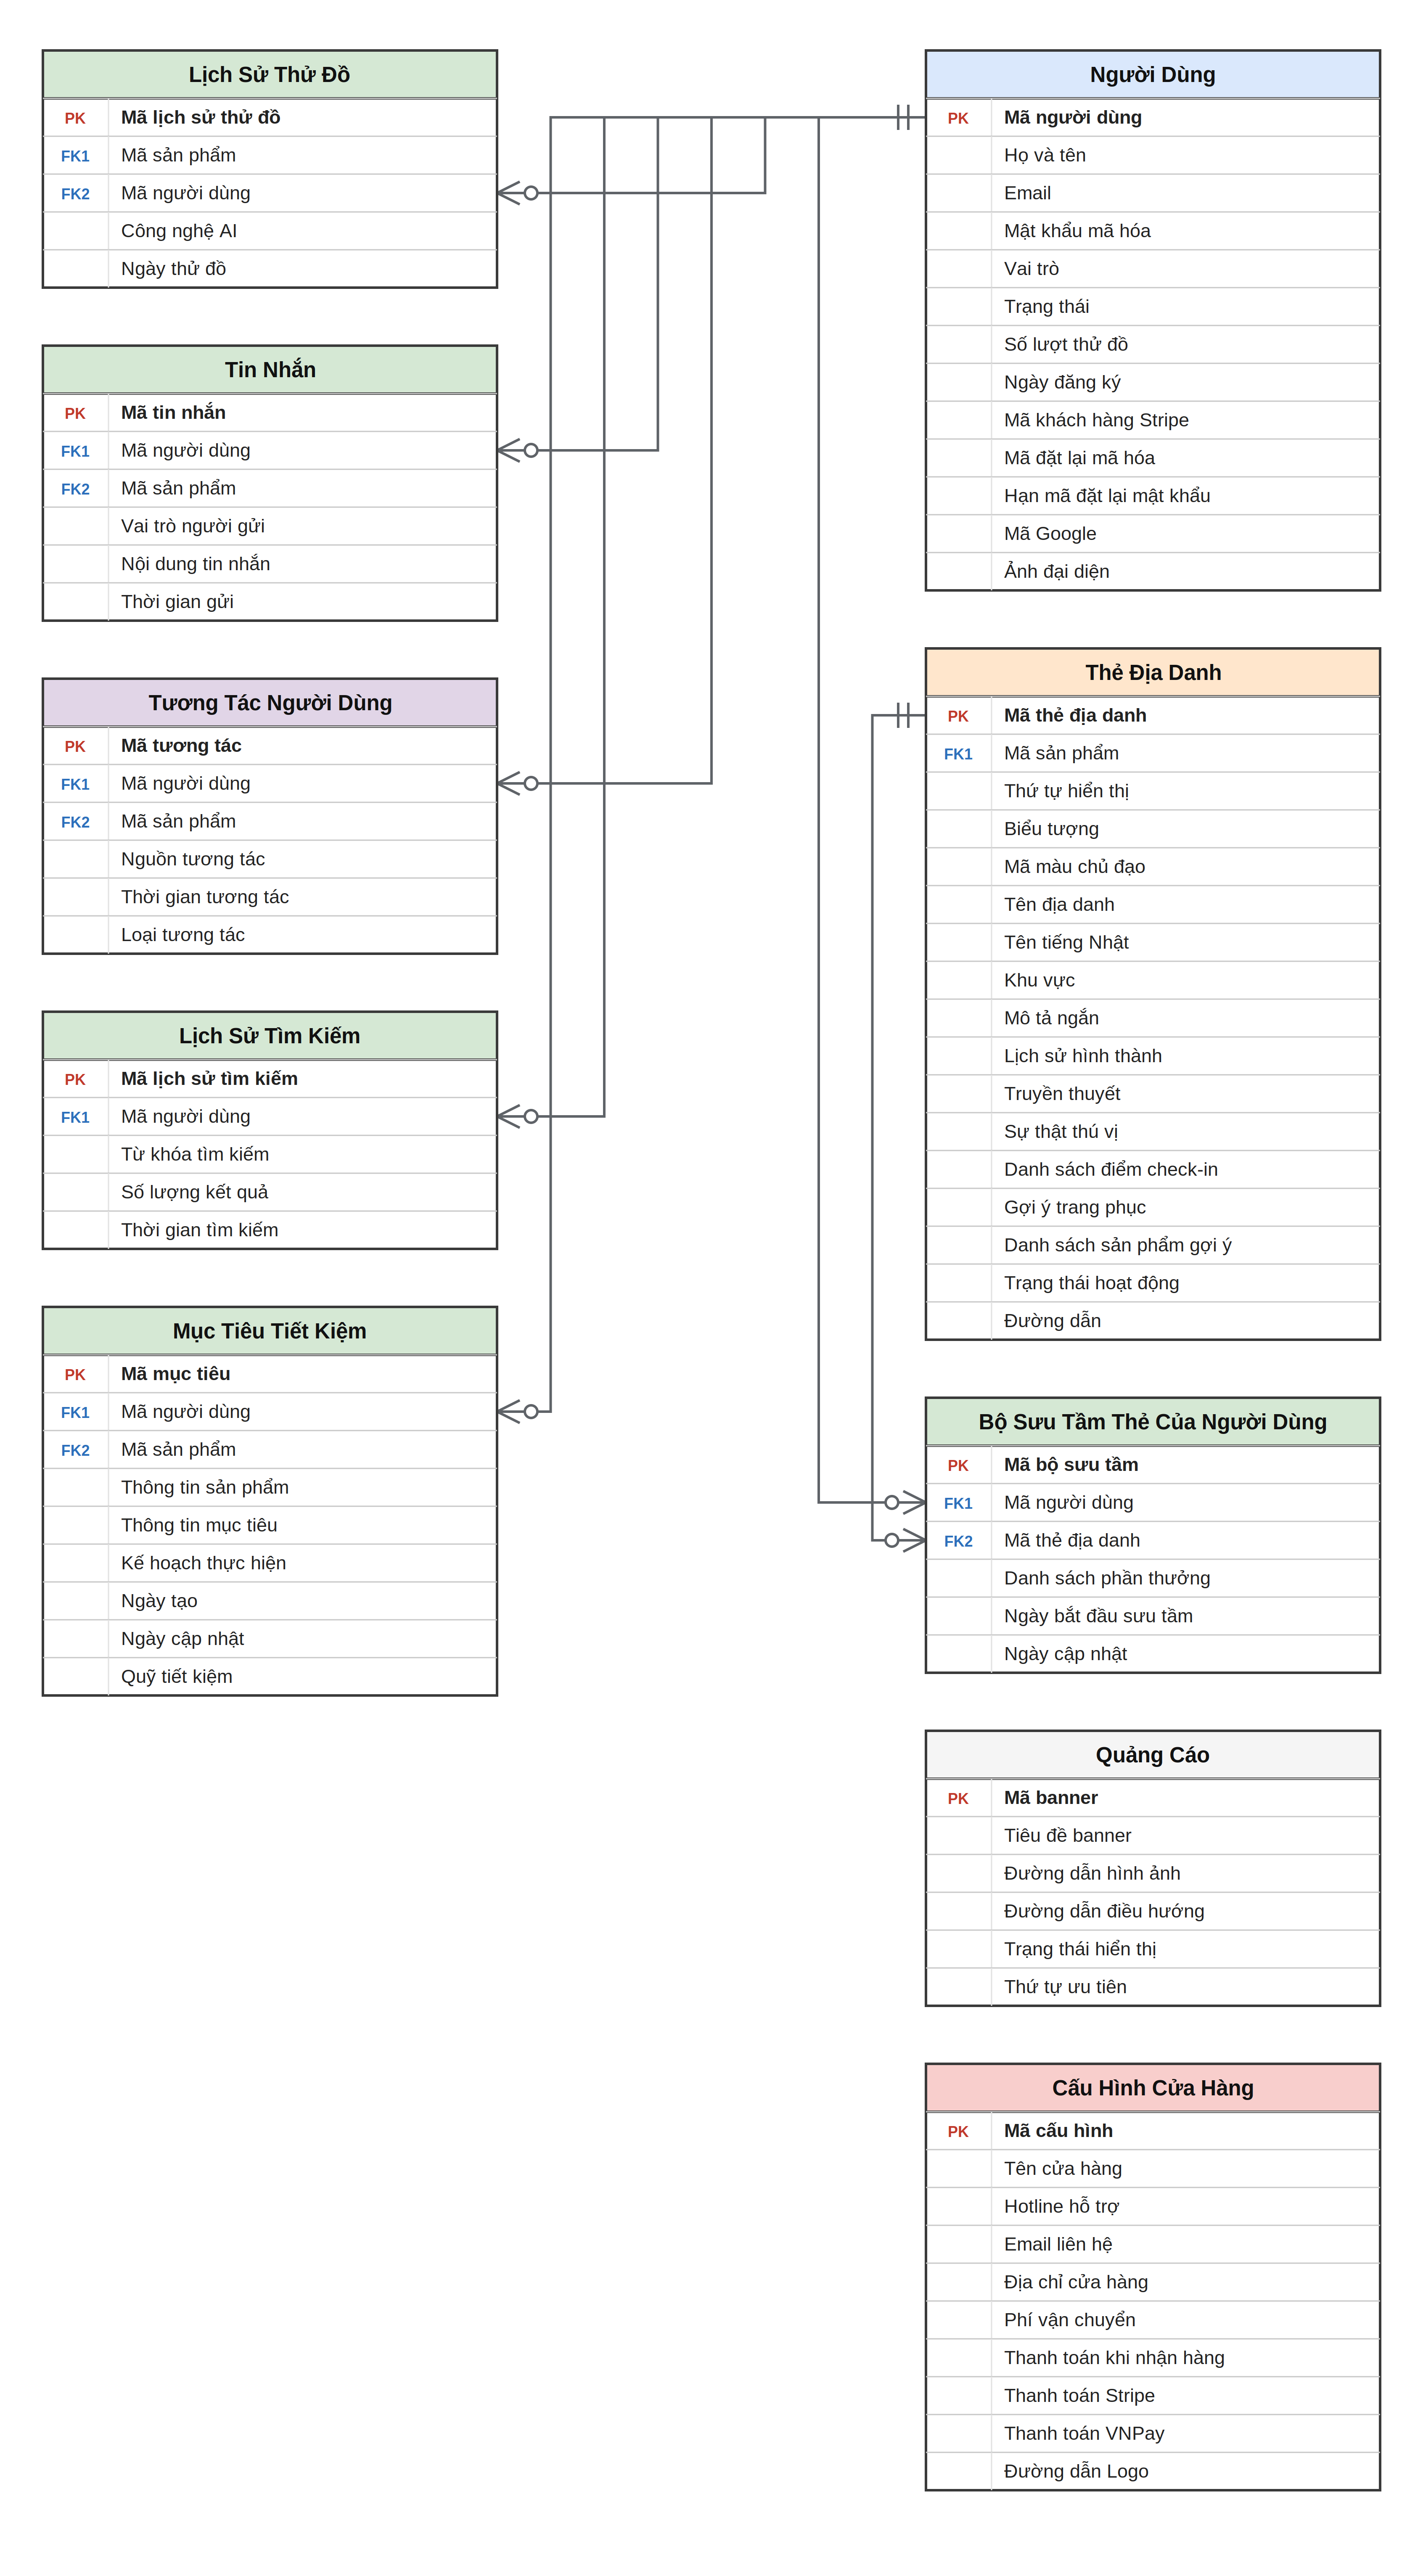 Lịch Sử Thử Đồ
PK Mã lịch sử thử đồ
FK1 Mã sản phẩm
FK2 Mã người dùng
Công nghệ AI
Ngày thử đồ
Tin Nhắn
PK Mã tin nhắn
FK1 Mã người dùng
FK2 Mã sản phẩm
Vai trò người gửi
Nội dung tin nhắn
Thời gian gửi
Tương Tác Người Dùng
PK Mã tương tác
FK1 Mã người dùng
FK2 Mã sản phẩm
Nguồn tương tác
Thời gian tương tác
Loại tương tác
Lịch Sử Tìm Kiếm
PK Mã lịch sử tìm kiếm
FK1 Mã người dùng
Từ khóa tìm kiếm
Số lượng kết quả
Thời gian tìm kiếm
Mục Tiêu Tiết Kiệm
PK Mã mục tiêu
FK1 Mã người dùng
FK2 Mã sản phẩm
Thông tin sản phẩm
Thông tin mục tiêu
Kế hoạch thực hiện
Ngày tạo
Ngày cập nhật
Quỹ tiết kiệm
Người Dùng
PK Mã người dùng
Họ và tên
Email
Mật khẩu mã hóa
Vai trò
Trạng thái
Số lượt thử đồ
Ngày đăng ký
Mã khách hàng Stripe
Mã đặt lại mã hóa
Hạn mã đặt lại mật khẩu
Mã Google
Ảnh đại diện
Thẻ Địa Danh
PK Mã thẻ địa danh
FK1 Mã sản phẩm
Thứ tự hiển thị
Biểu tượng
Mã màu chủ đạo
Tên địa danh
Tên tiếng Nhật
Khu vực
Mô tả ngắn
Lịch sử hình thành
Truyền thuyết
Sự thật thú vị
Danh sách điểm check-in
Gợi ý trang phục
Danh sách sản phẩm gợi ý
Trạng thái hoạt động
Đường dẫn
Bộ Sưu Tầm Thẻ Của Người Dùng
PK Mã bộ sưu tầm
FK1 Mã người dùng
FK2 Mã thẻ địa danh
Danh sách phần thưởng
Ngày bắt đầu sưu tầm
Ngày cập nhật
Quảng Cáo
PK Mã banner
Tiêu đề banner
Đường dẫn hình ảnh
Đường dẫn điều hướng
Trạng thái hiển thị
Thứ tự ưu tiên
Cấu Hình Cửa Hàng
PK Mã cấu hình
Tên cửa hàng
Hotline hỗ trợ
Email liên hệ
Địa chỉ cửa hàng
Phí vận chuyển
Thanh toán khi nhận hàng
Thanh toán Stripe
Thanh toán VNPay
Đường dẫn Logo